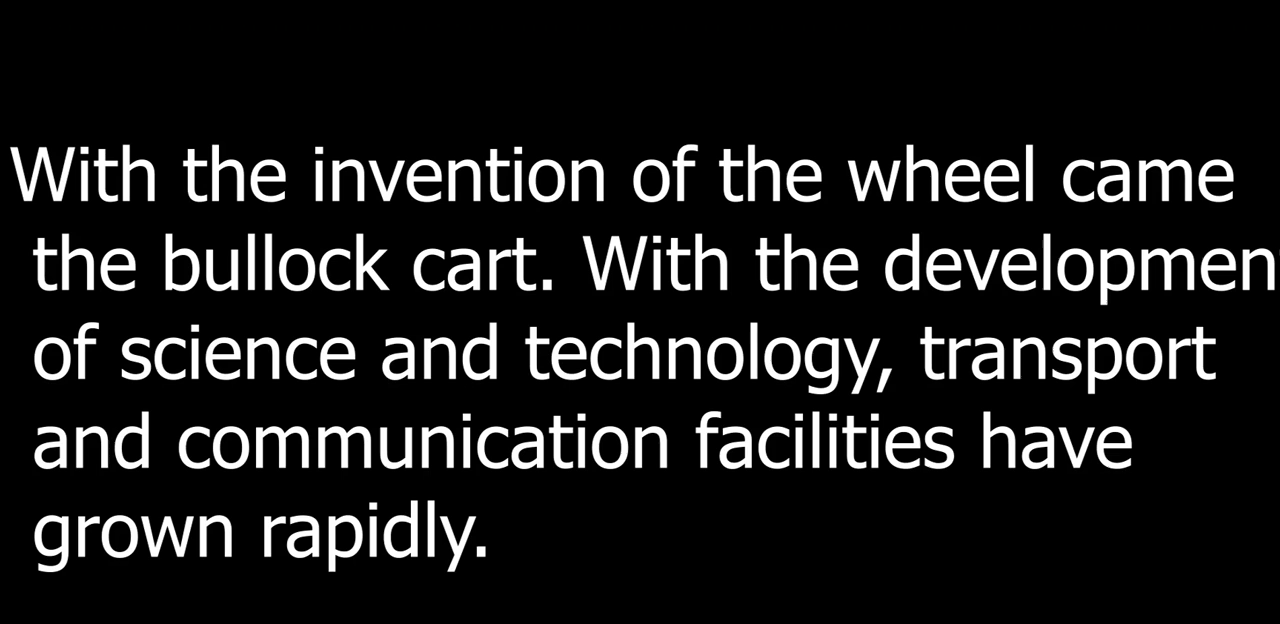 With the invention of the wheel came
the bullock cart. With the developmen
of science and technology, transport
and communication facilities have
grown rapidly.